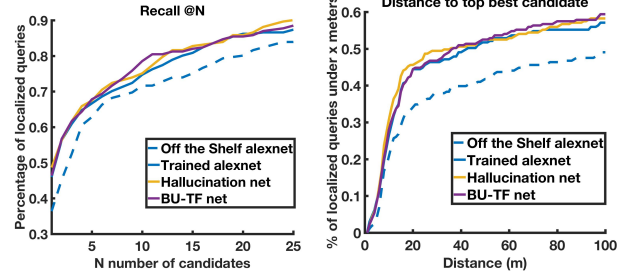 Recall @N
Percentage of localized queries
0.9
0.8
0.7
0.6
0.5
0.4
0.3
5
10
15
20
25
N number of candidates
Off the Shelf alexnet
Trained alexnet
Hallucination net
BU-TF net
Distance to top best candidate
% of localized queries under x meters
0.6
0.5
0.4
0.3
0.2
0.1
0
0
20
40
60
80
100
Distance (m)
Off the Shelf alexnet
Trained alexnet
Hallucination net
BU-TF net